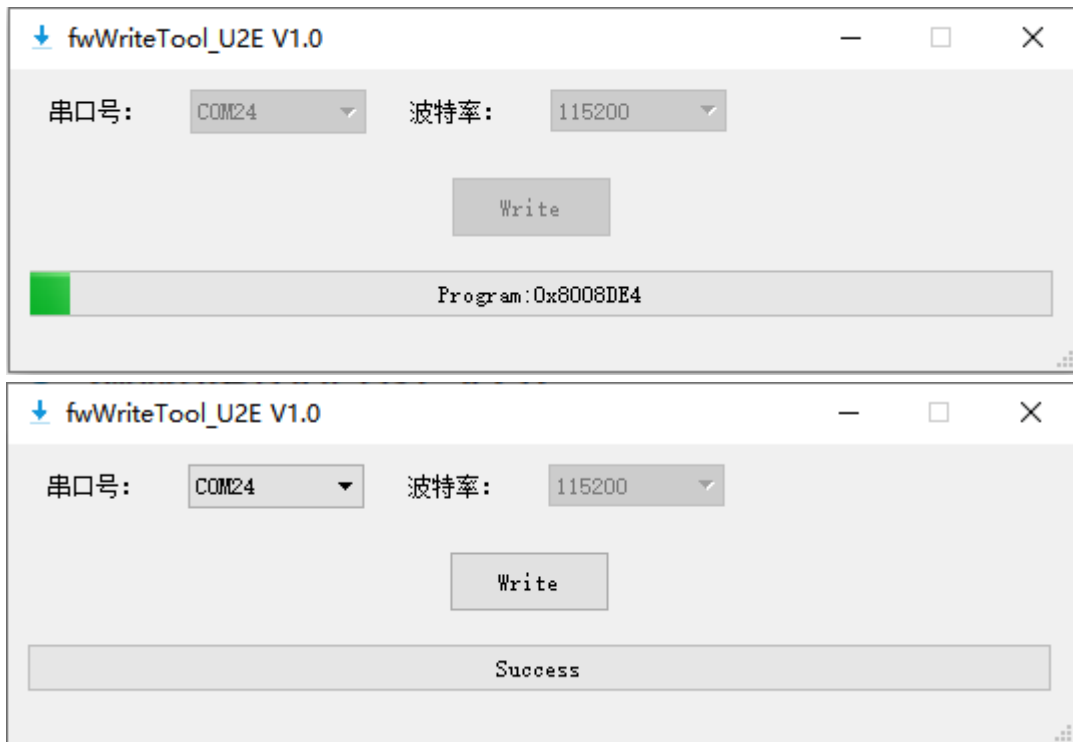 fwWriteTool_U2E V1.0
串口号： COM24 波特率： 115200
Write
Program:0x8008DE4
fwWriteTool_U2E V1.0
串口号： COM24 波特率： 115200
Write
Success